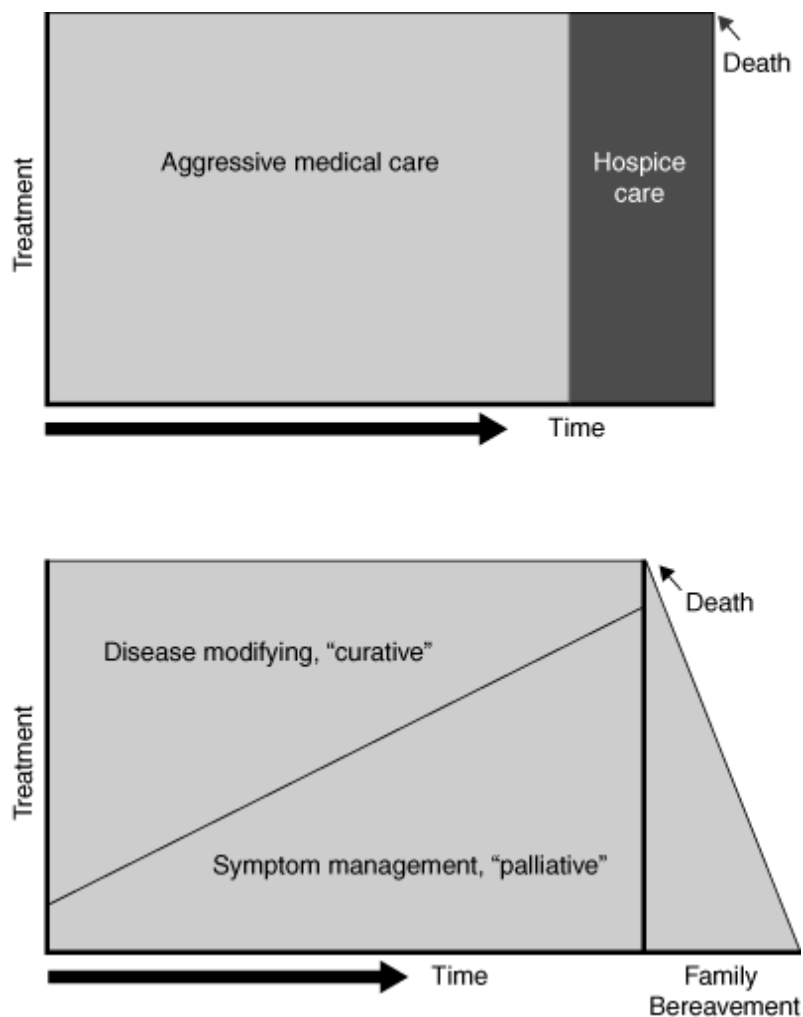 Treatment
Aggressive medical care
Hospice
care
Death
Time
Treatment
Disease modifying, “curative”
Symptom management, “palliative”
Death
Time
Family
Bereavement